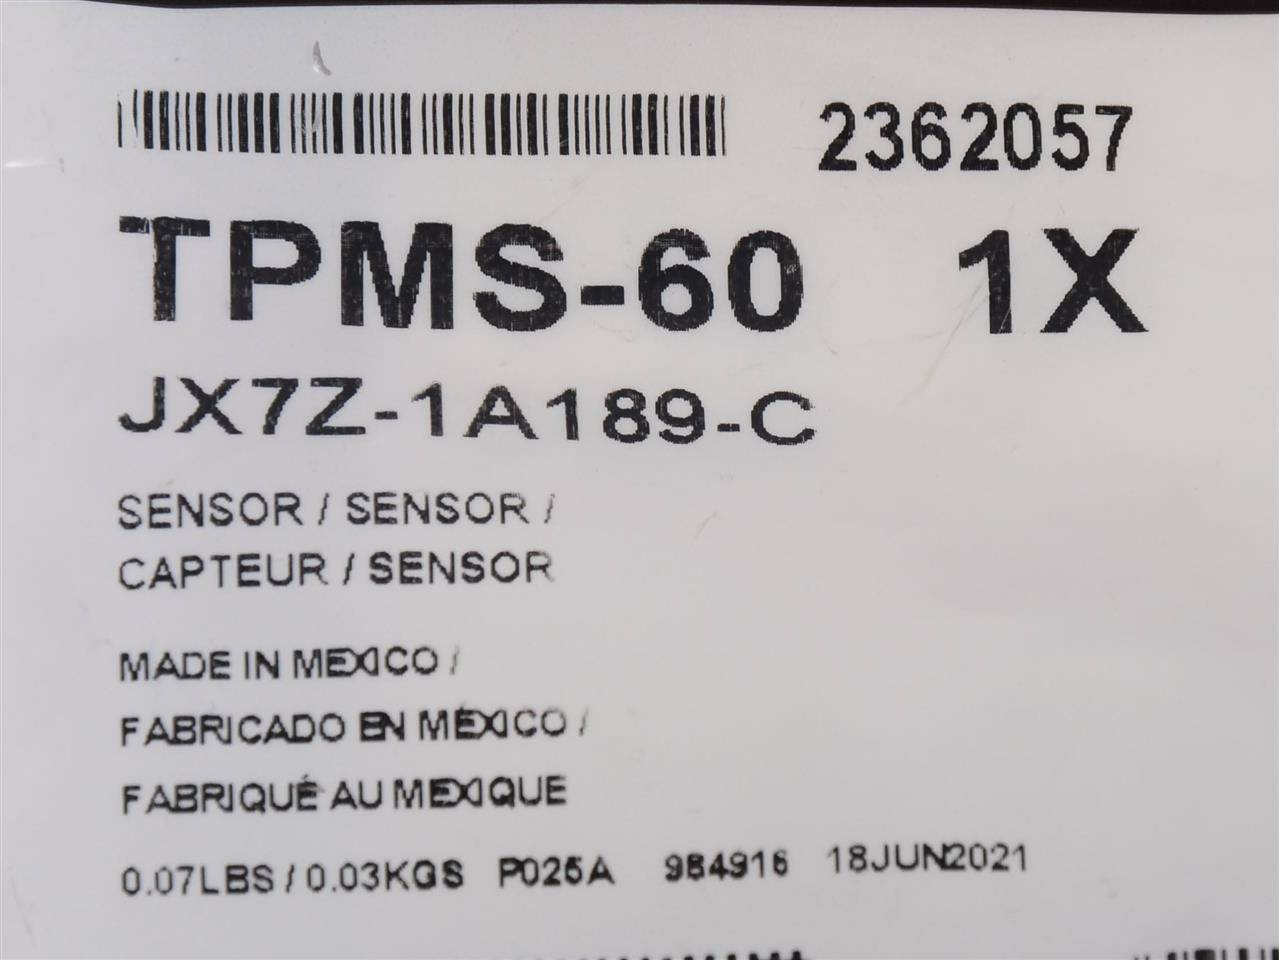 2362057
TPMS-60 1X
JX7Z-1A189-C
SENSOR / SENSOR /
CAPTEUR / SENSOR
MADE IN MEXICO /
FABRICADO EN MÉXICO /
FABRIQUÉ AU MEXIQUE
0.07LBS / 0.03KGS P025A 984916 18JUN2021